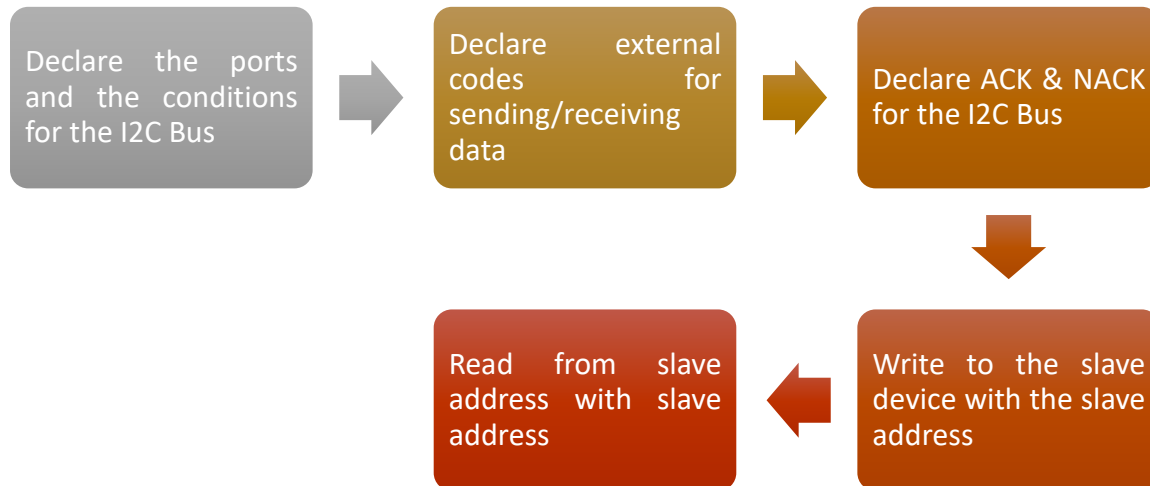 Declare the ports
and the conditions
for the I2C Bus
Declare external
codes for
sending/receiving
data
Declare ACK & NACK
for the I2C Bus
Write to the slave
device with the slave
address
Read from slave
address with slave
address